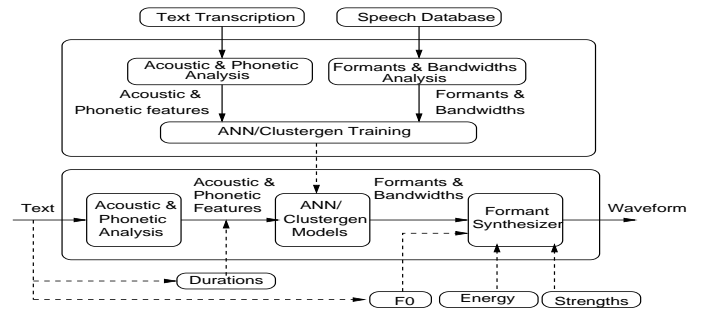 Text Transcription
Speech Database
Acoustic & Phonetic
Analysis
Formants & Bandwidths
Analysis
Acoustic &
Phonetic features
Formants &
Bandwidths
ANN/Clustergen Training
Text
Acoustic &
Phonetic
Analysis
Acoustic &
Phonetic
Features
ANN/
Clustergen
Models
Formants &
Bandwidths
Formant
Synthesizer
Waveform
Durations
F0
Energy
Strengths